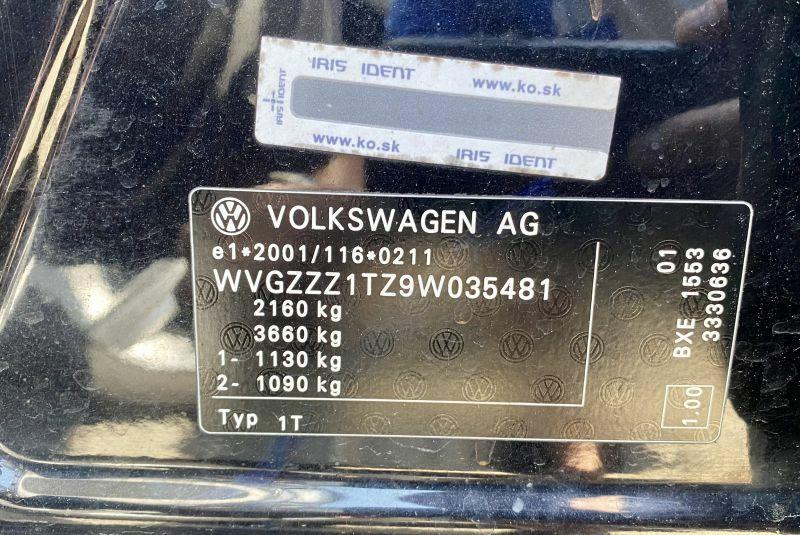 IRIS IDENT www.ko.sk
IRIS IDENT
www.ko.sk IRIS IDENT
VOLKSWAGEN AG
e1*2001/116*0211
WVGZZZ1TZ9W035481
2160 kg
3660 kg
1- 1130 kg
2- 1090 kg
Typ 1T
01
BXE 1553
3330636
1.00